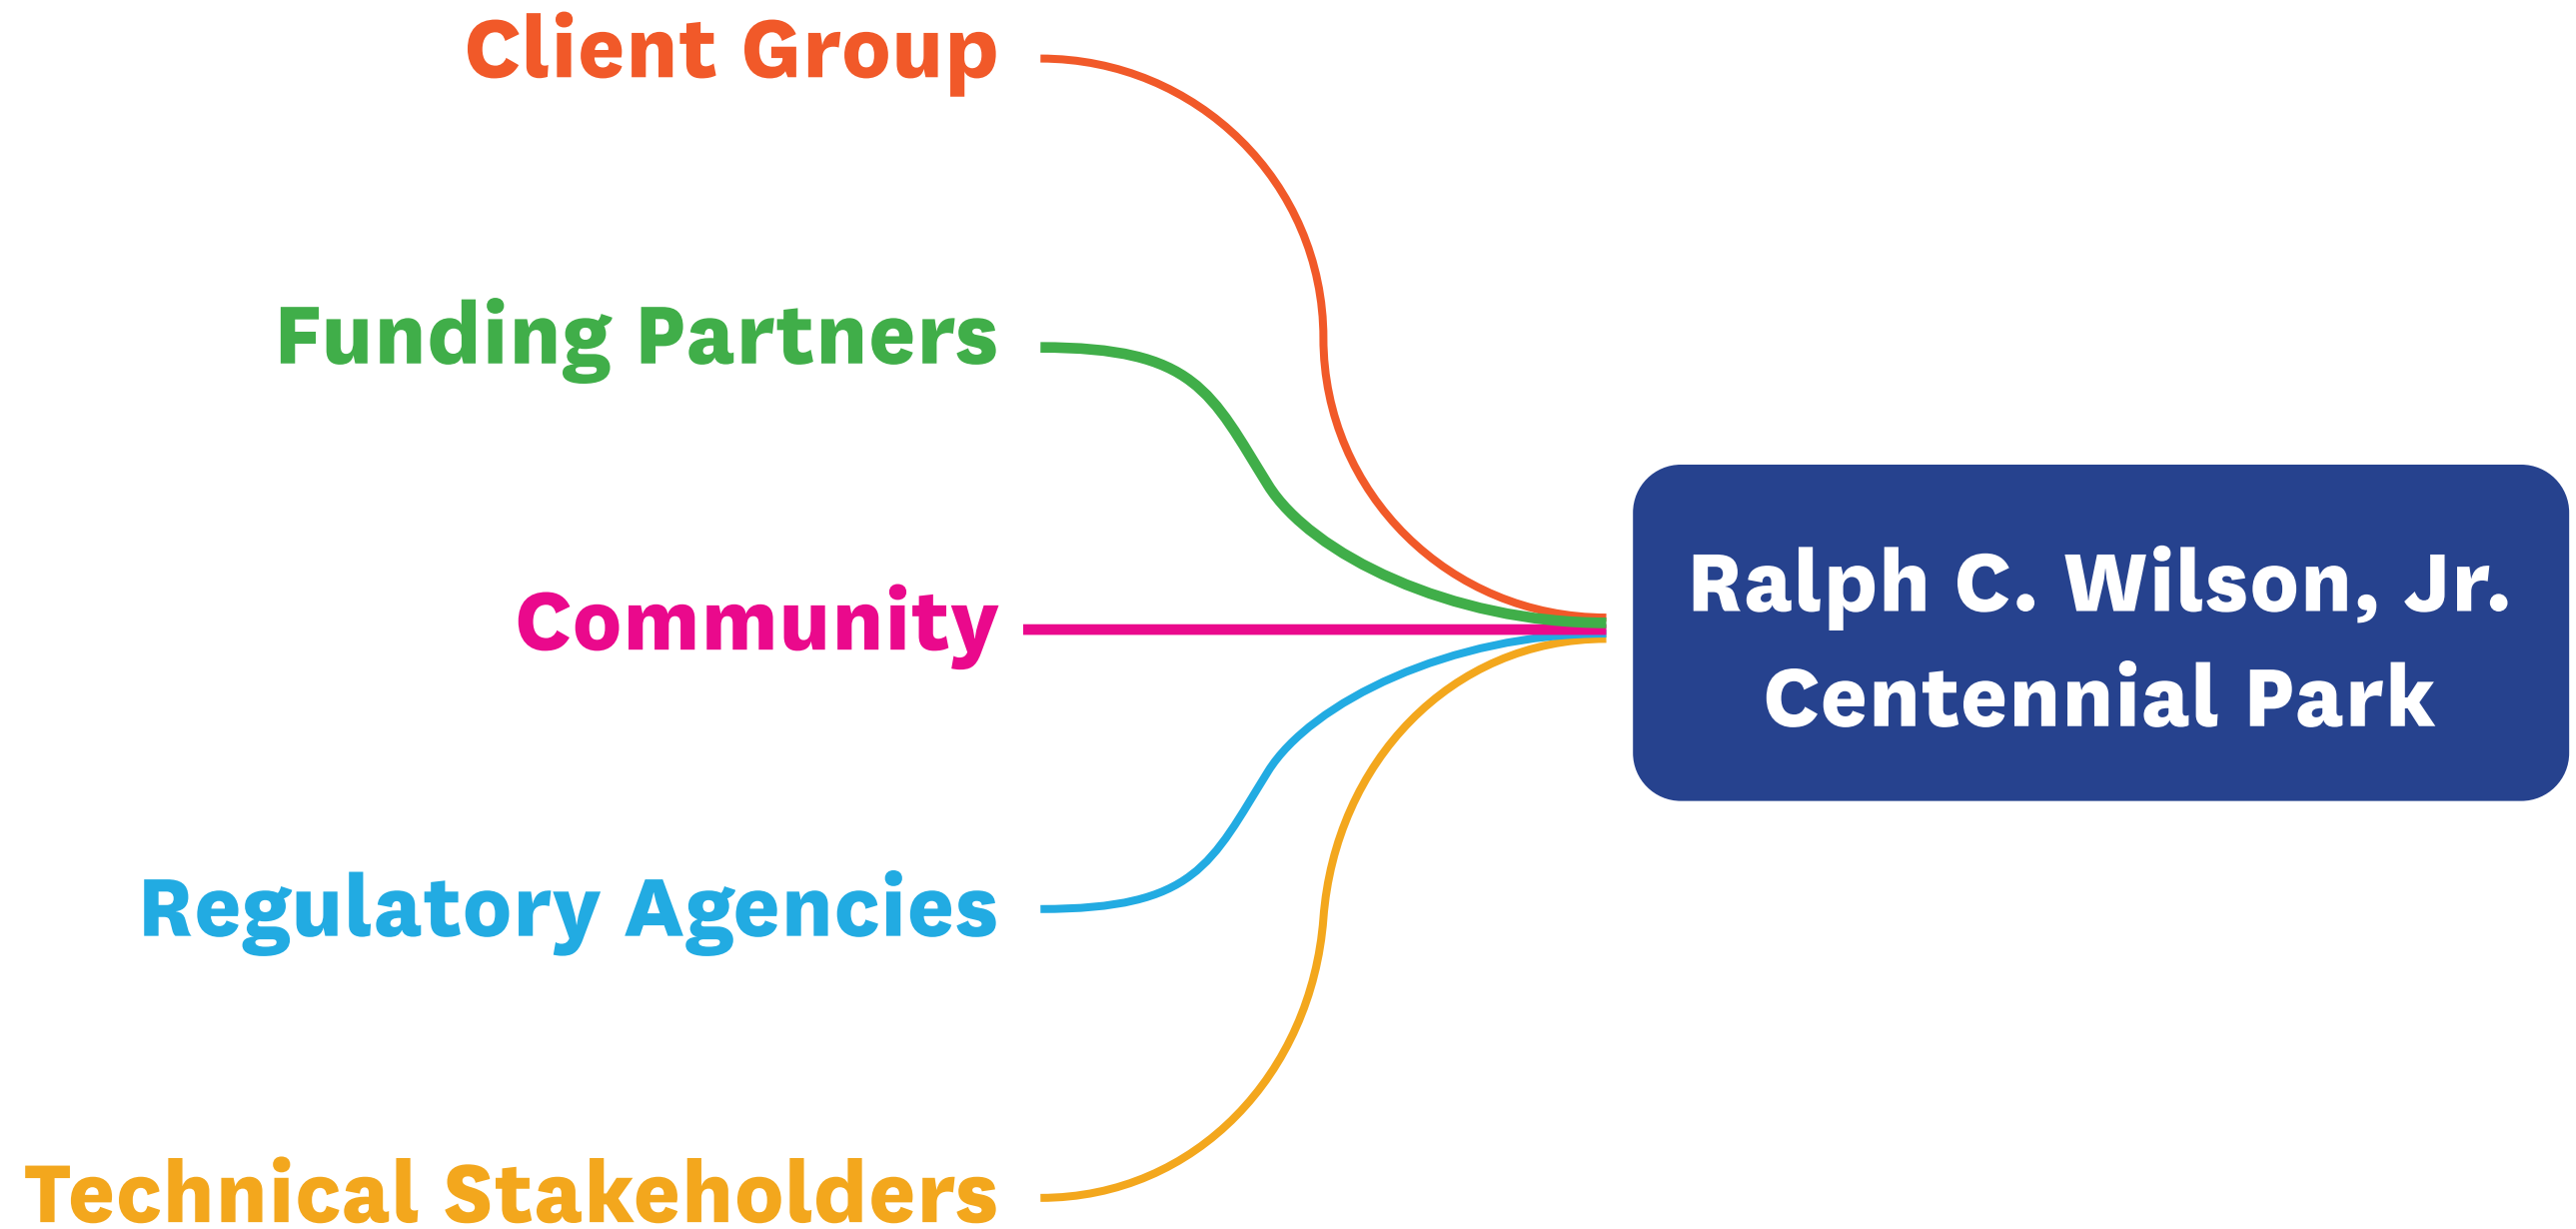 Client Group
Funding Partners
Community
Regulatory Agencies
Technical Stakeholders
Ralph C. Wilson, Jr.
Centennial Park